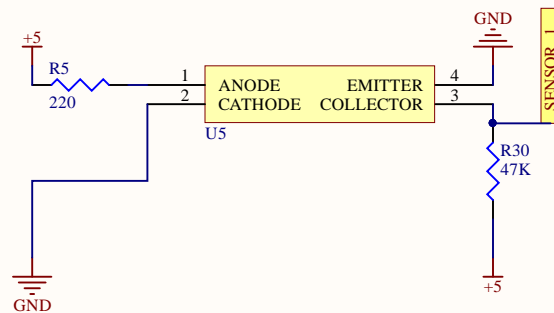 GND
+5
R5
220
1
ANODE
EMITTER
4
2
CATHODE
COLLECTOR
3
U5
SENSOR_1
R30
47K
GND
+5